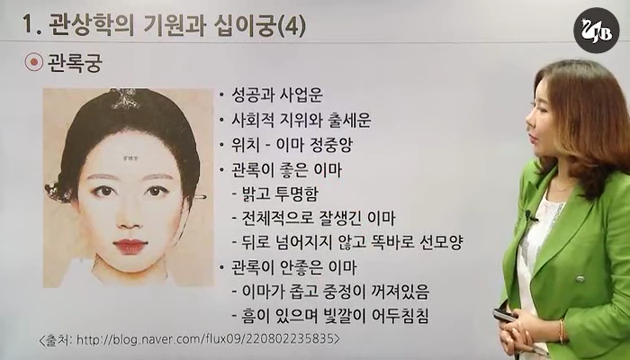 1. 관상학의 기원과 십이궁(4)
관록궁
• 성공과 사업운
• 사회적 지위와 출세운
• 위치 - 이마 정중앙
• 관록이 좋은 이마
- 밝고 투명함
- 전체적으로 잘생긴 이마
- 뒤로 넘어지지 않고 똑바로 선모양
• 관록이 안좋은 이마
- 이마가 좁고 중정이 꺼져있음
- 흠이 있으며 빛깔이 어두침침
<출처: http://blog.naver.com/flux09/220802235835>